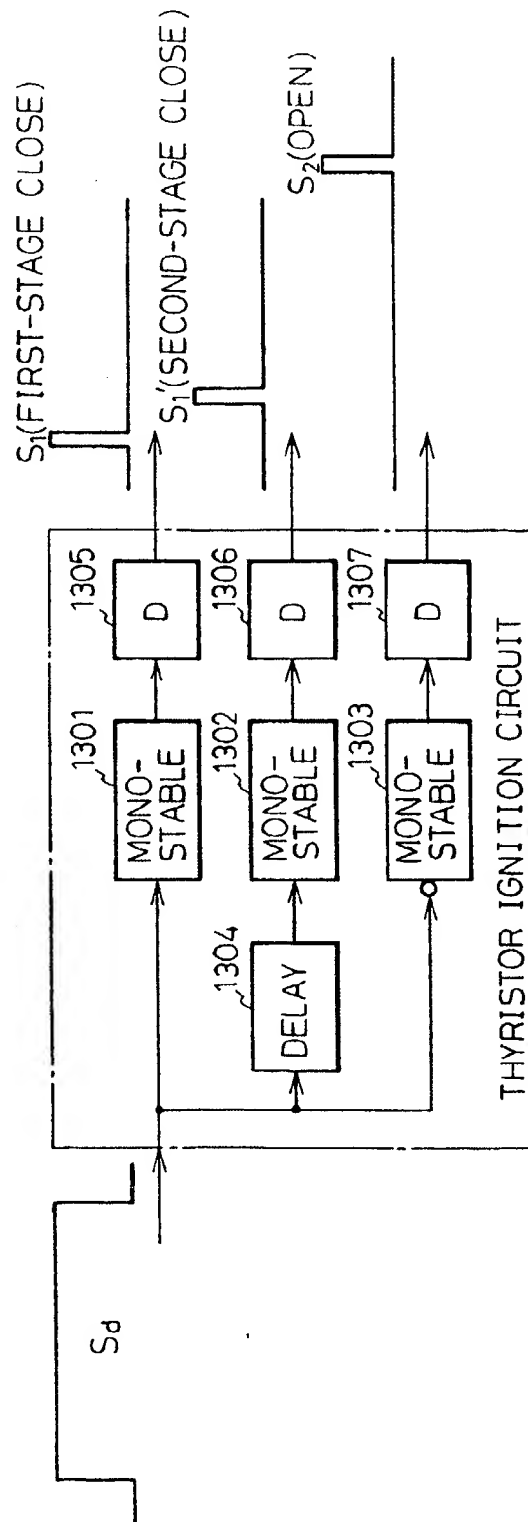 Sd
1301
MONO-
STABLE
1305
D
S1(FIRST-STAGE CLOSE)
1304
DELAY
1302
MONO-
STABLE
1306
D
S1'(SECOND-STAGE CLOSE)
1303
MONO-
STABLE
1307
D
S2(OPEN)
THYRISTOR IGNITION CIRCUIT